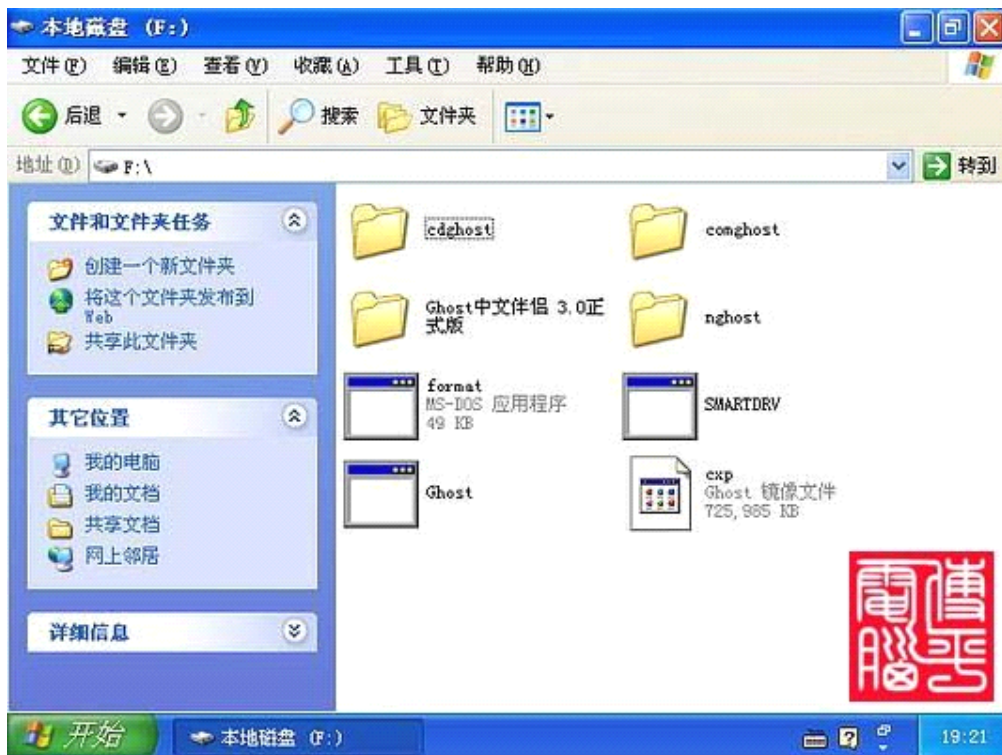 本地磁盘 (F:)
文件(F) 编辑(E) 查看(V) 收藏(A) 工具(T) 帮助(H)
后退 搜索 文件夹
地址(D) F:\ 转到
文件和文件夹任务
创建一个新文件夹
将这个文件夹发布到
Web
共享此文件夹
其它位置
我的电脑
我的文档
共享文档
网上邻居
详细信息
cdghost
comghost
Ghost中文伴侣 3.0正
式版
nghost
format
MS-DOS 应用程序
49 KB
SMARTDRV
Ghost
cxp
Ghost 镜像文件
725,985 KB
傅平
電腦
开始 本地磁盘 (F:) 19:21